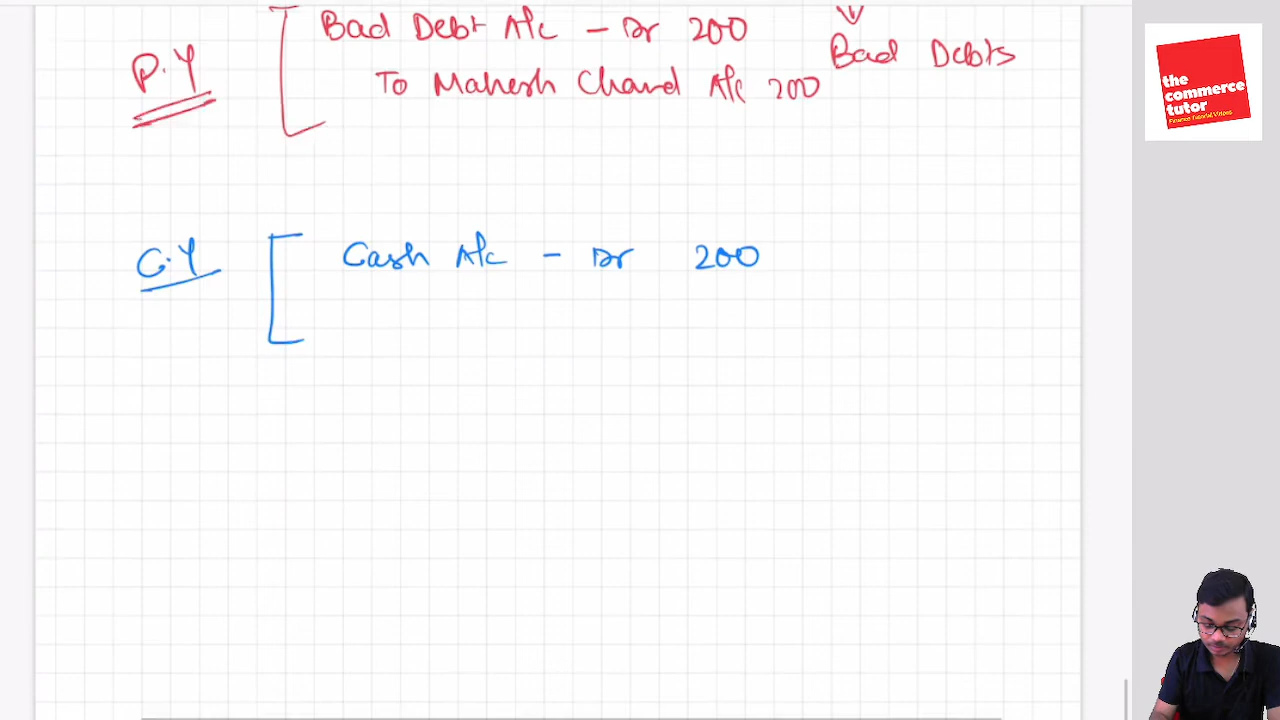 Bad Debt A/c - Dr 200
Bad Debts
P.Y
To Mahesh Chand A/c 200
C.Y
Cash A/c - Dr 200
the
commerce
tutor